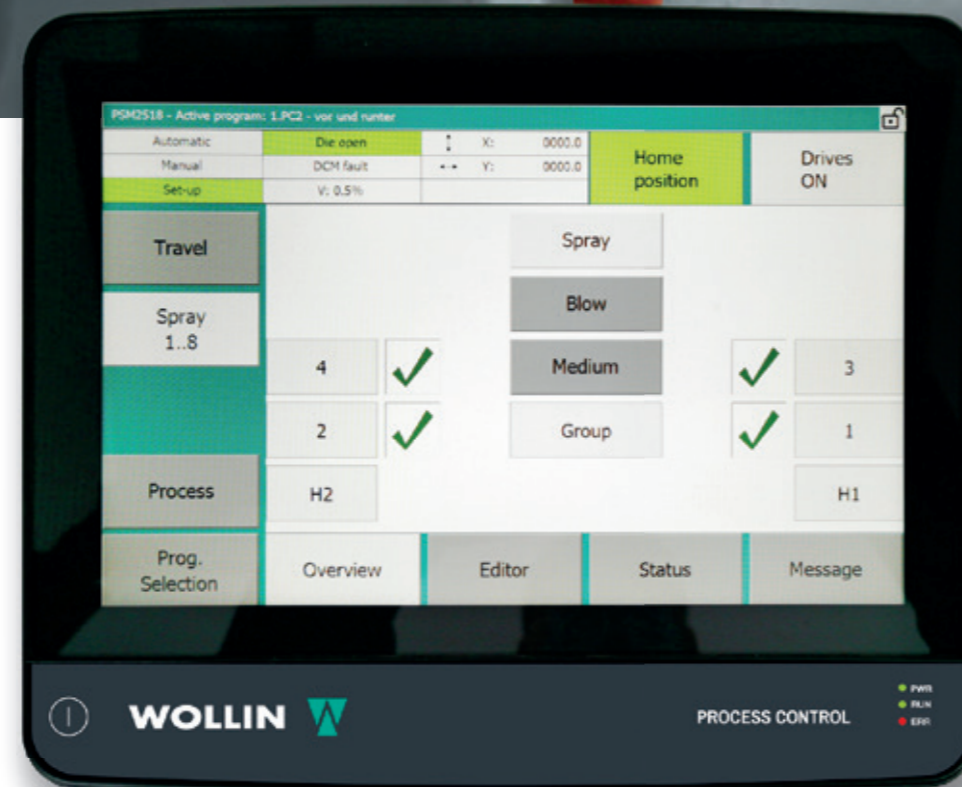 PSM2518 - Active program: 1.PC2 - vor und runter
Automatic
Die open
X:
0000.0
Home
position
Drives
ON
Manual
DCM fault
Y:
0000.0
Set-up
V: 0.5%
Travel
Spray
Blow
Spray
1..8
4
Medium
3
2
Group
1
Process
H2
H1
Prog.
Selection
Overview
Editor
Status
Message
WOLLIN
PROCESS CONTROL
PWR
RUN
ERR